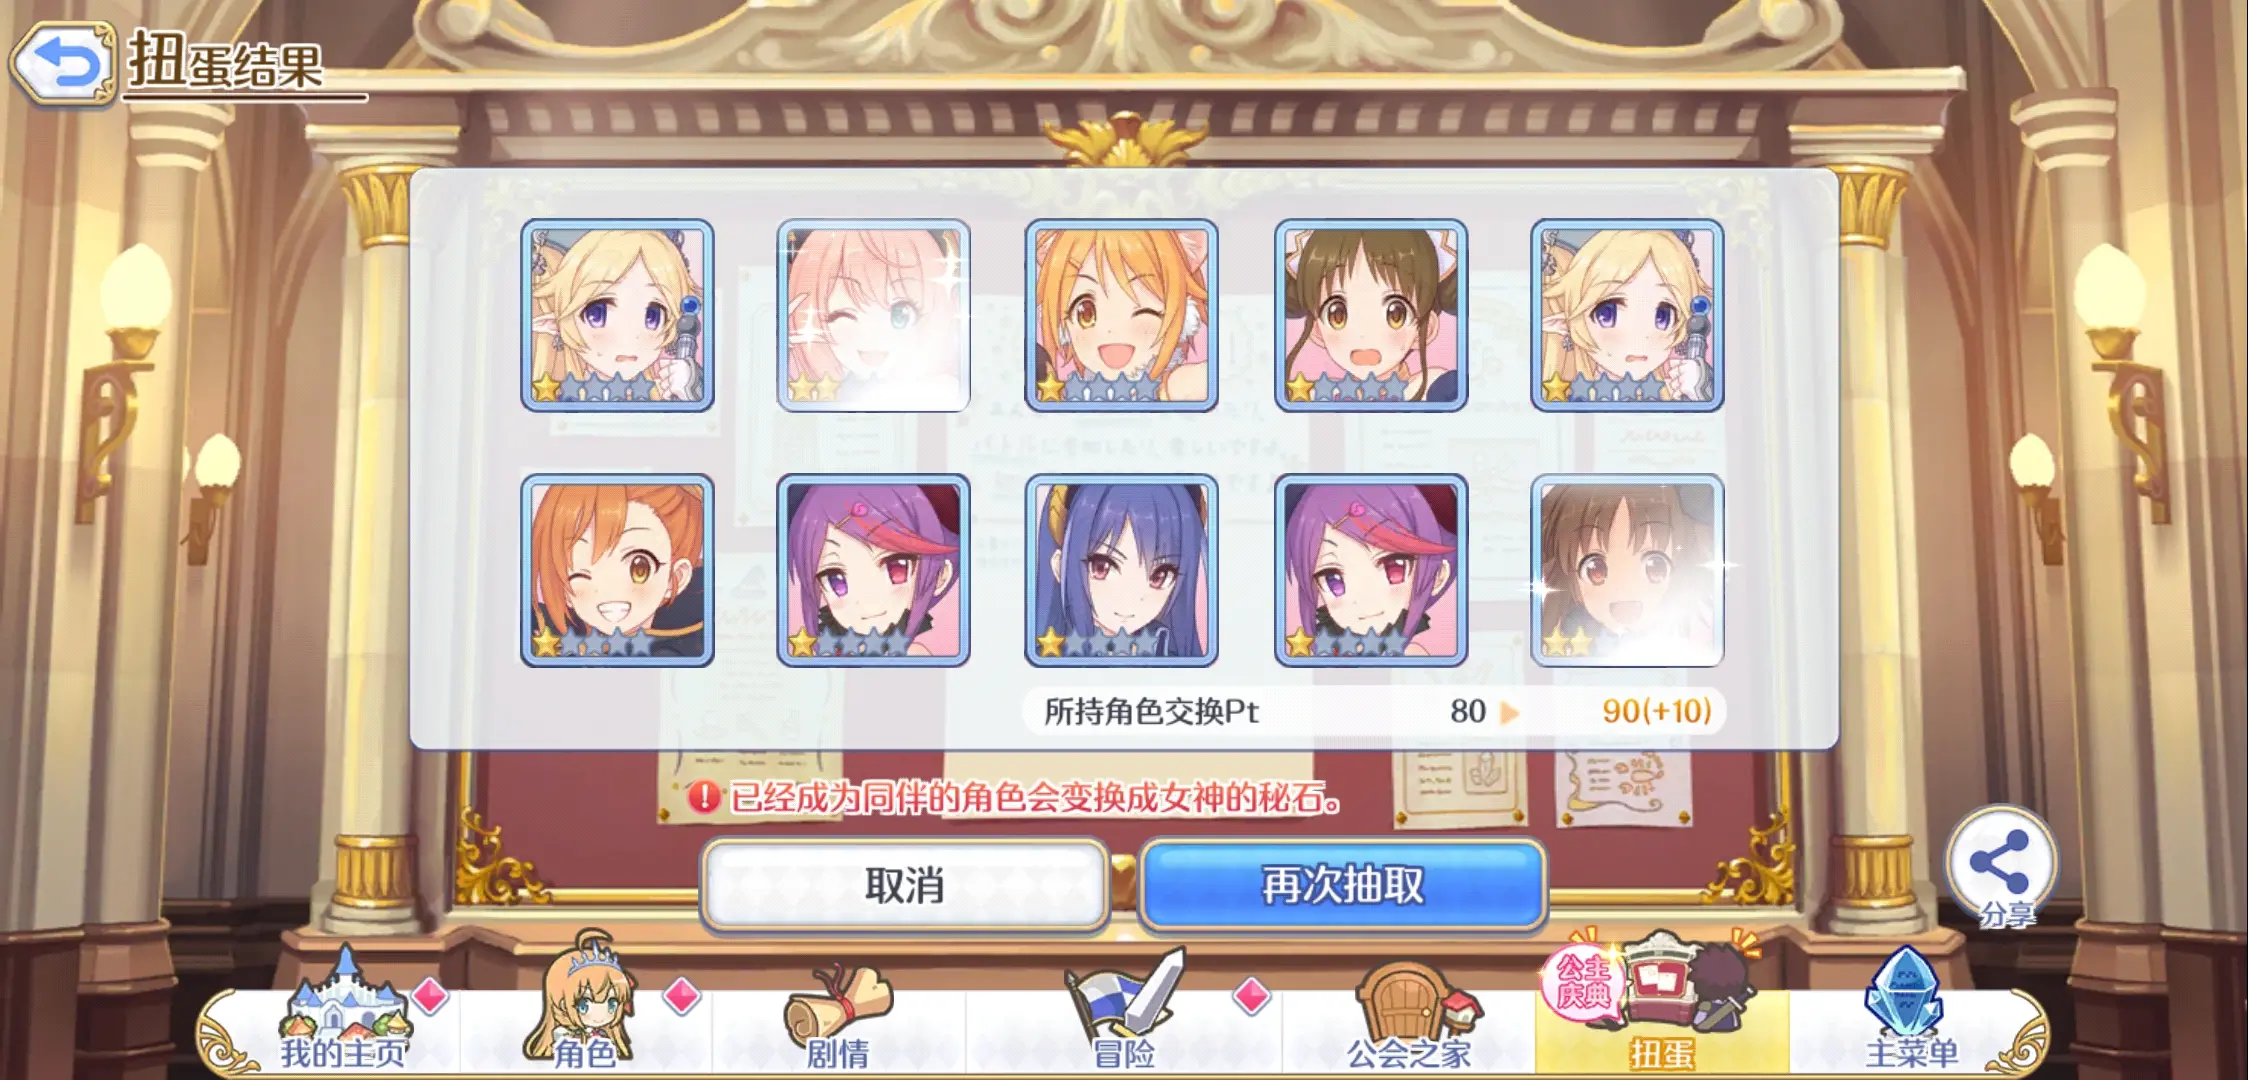 扭蛋结果
所持角色交换Pt 80 90(+10)
已经成为同伴的角色会变换成女神的秘石。
取消
再次抽取
分享
我的主页
角色
剧情
冒险
公会之家
公主
庆典
扭蛋
主菜单